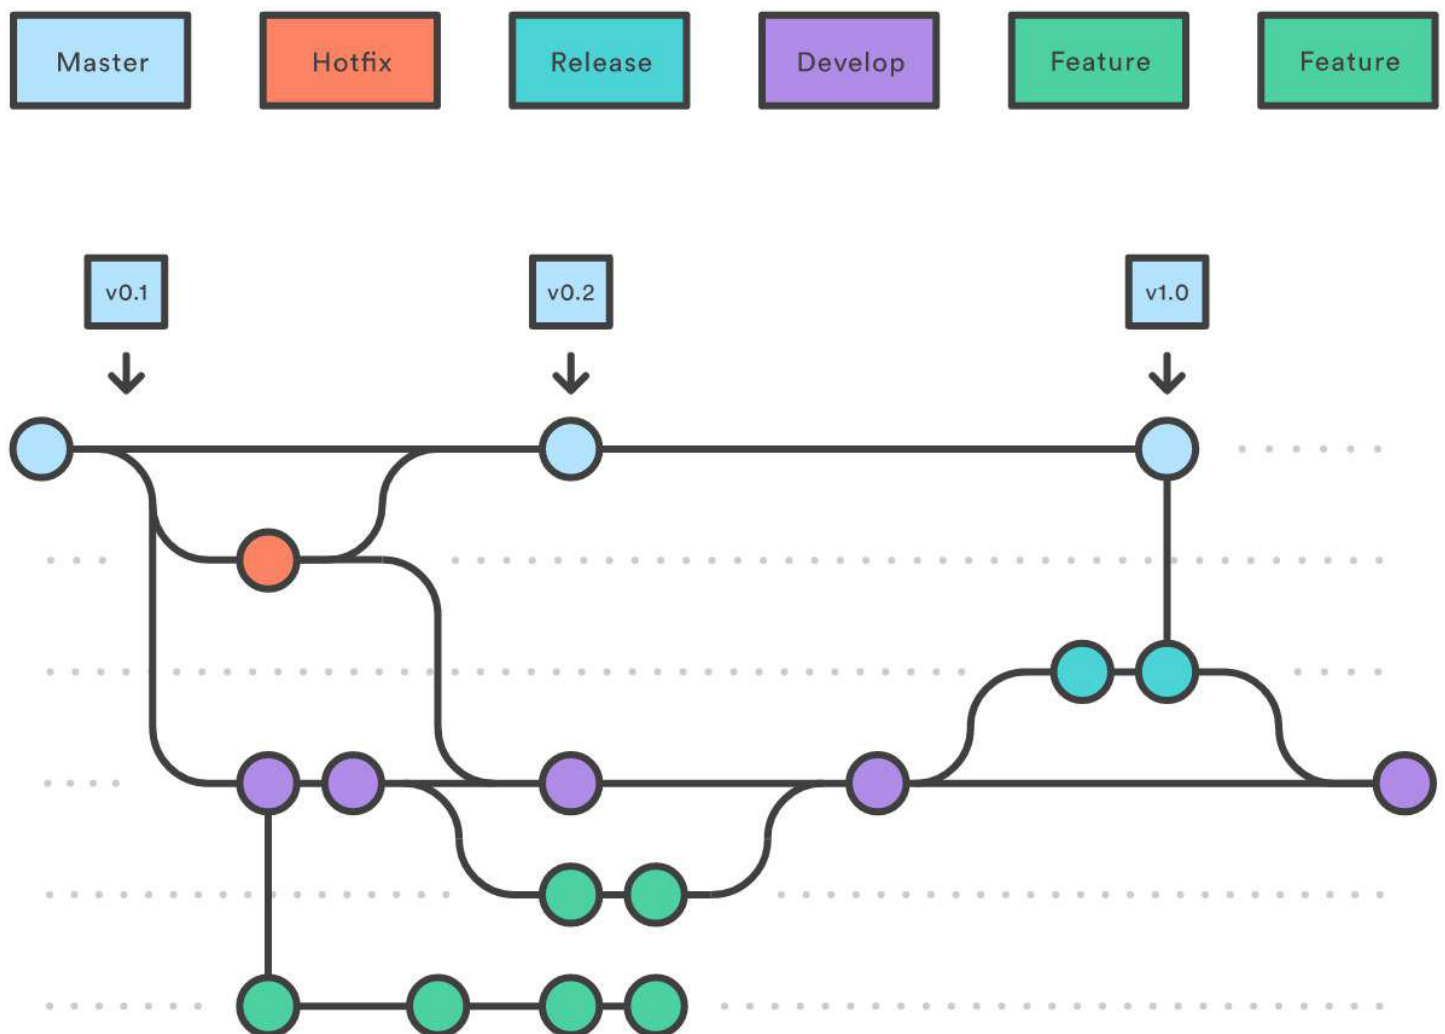 Master
Hotfix
Release
Develop
Feature
Feature
v0.1
v0.2
v1.0